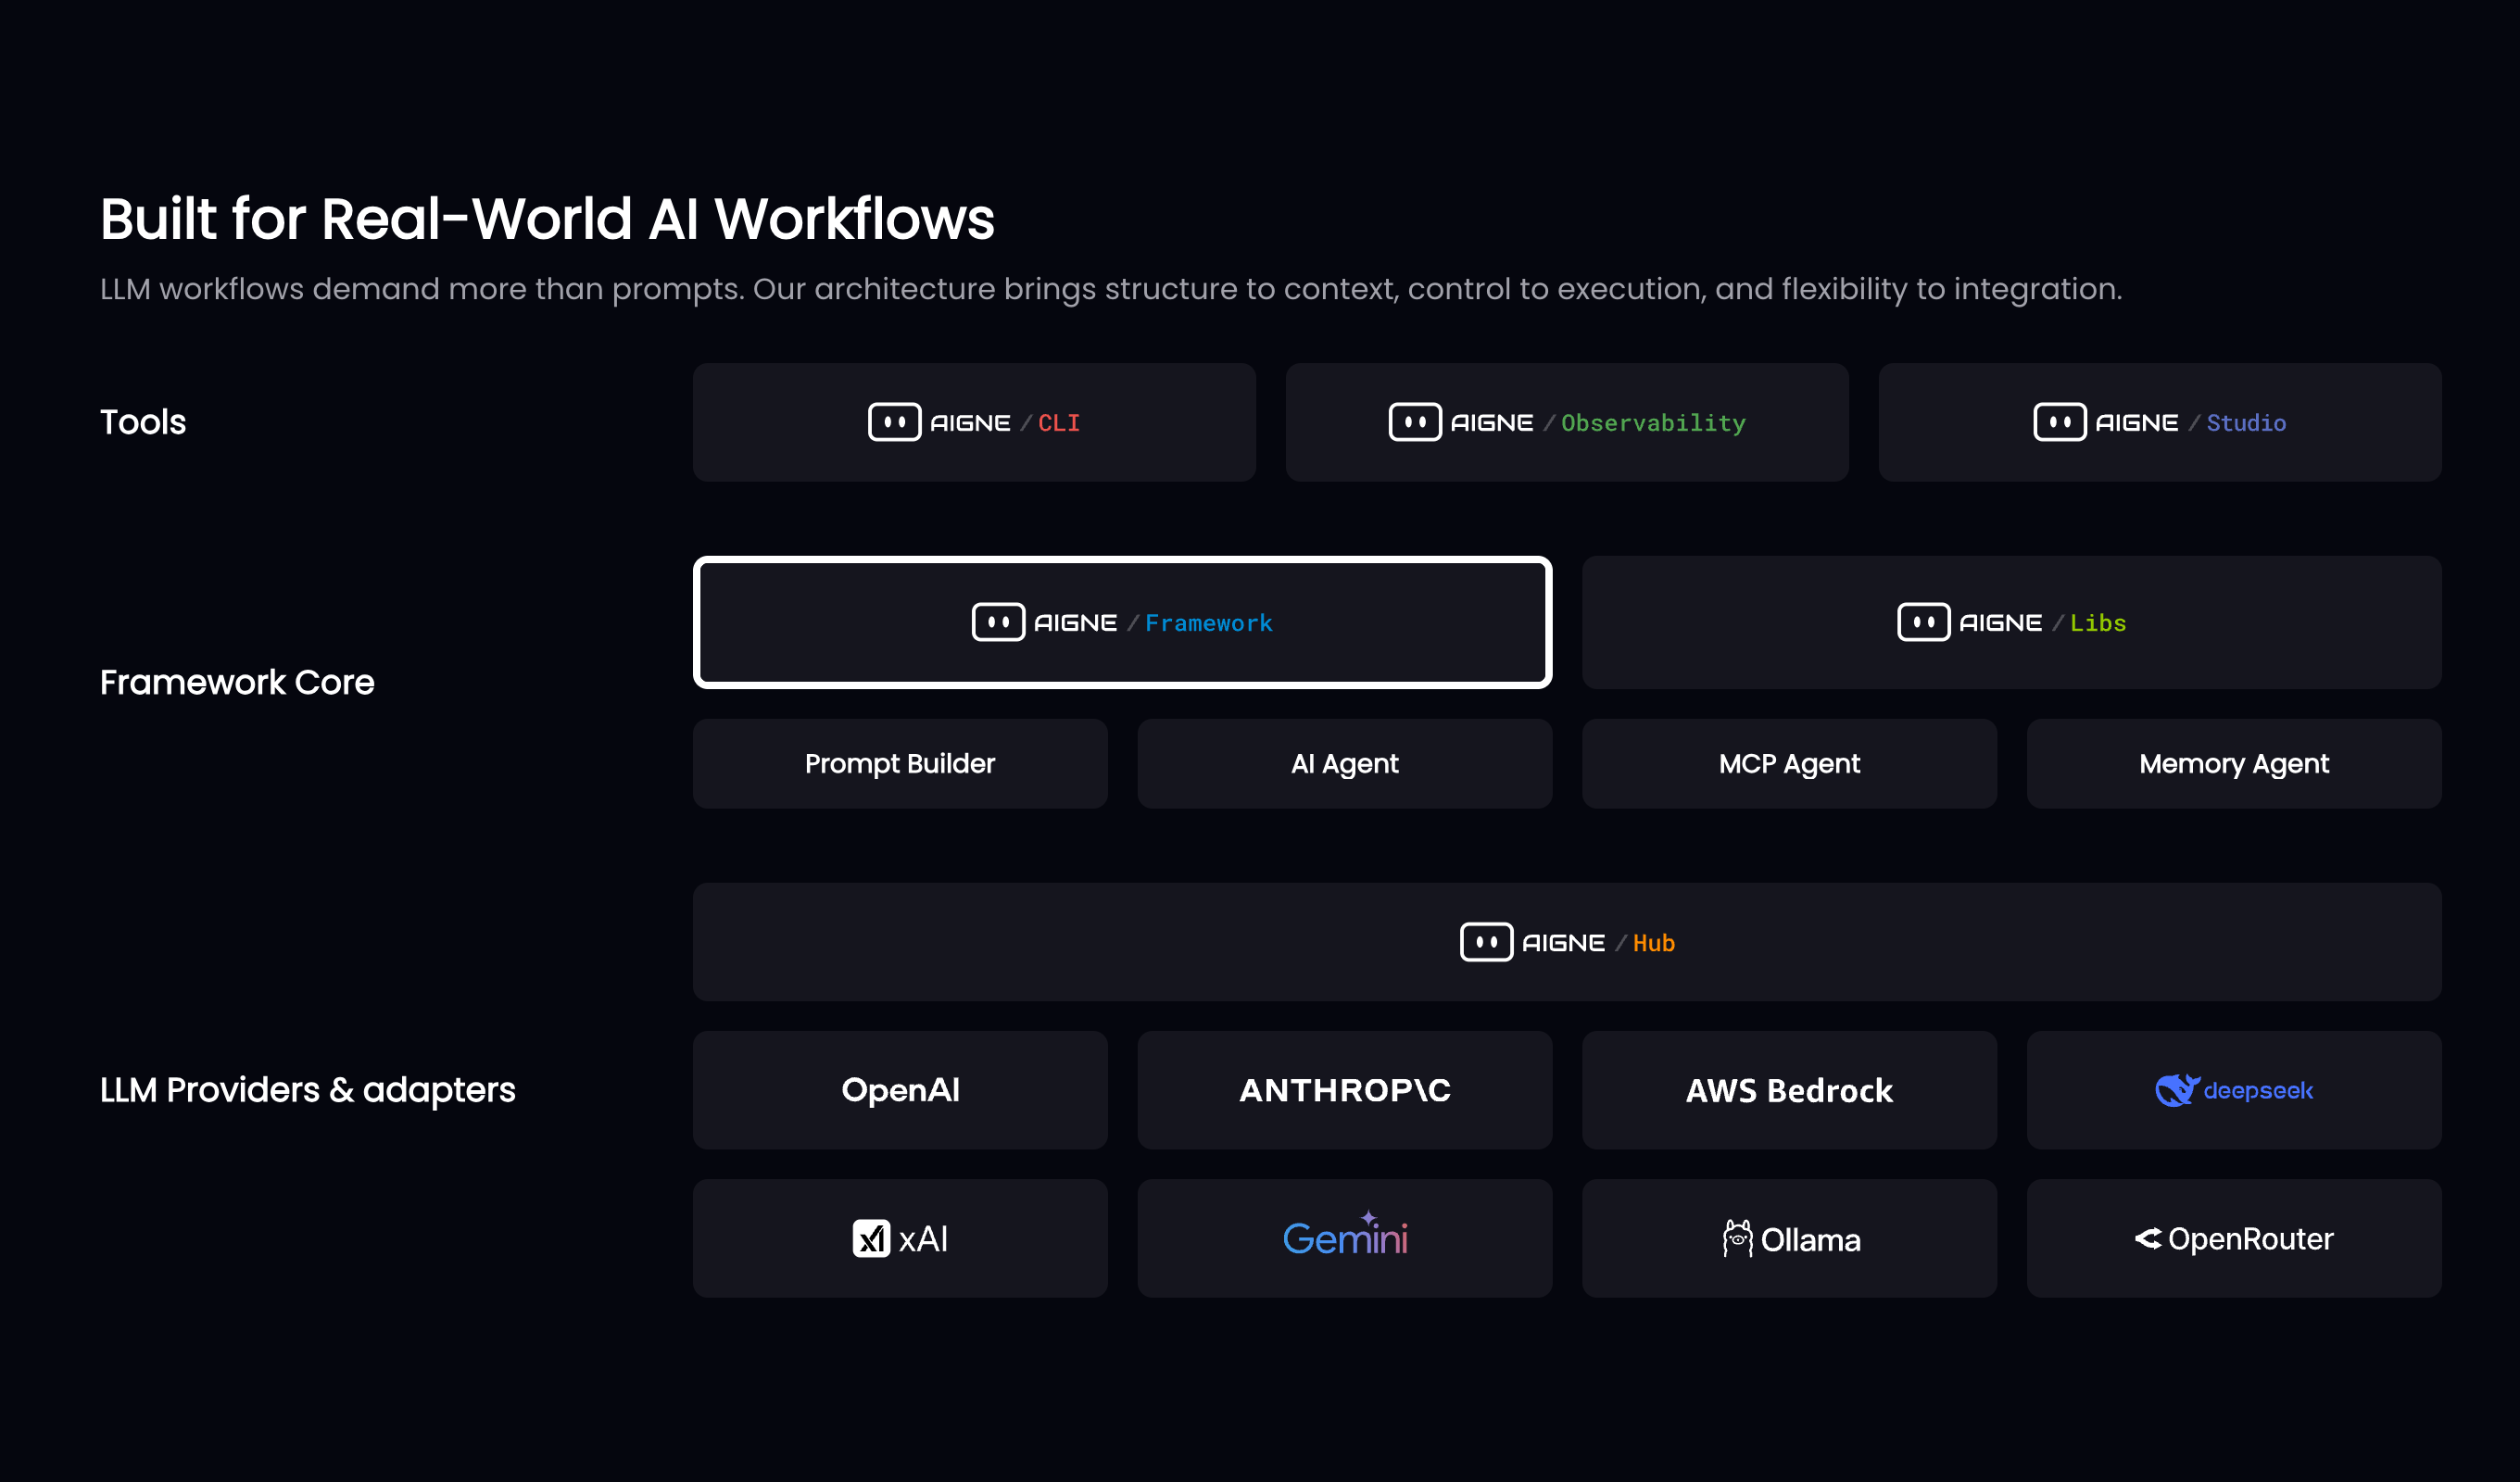 Built for Real-World AI Workflows
LLM workflows demand more than prompts. Our architecture brings structure to context, control to execution, and flexibility to integration.
Tools
AIGNE / CLI
AIGNE / Observability
AIGNE / Studio
Framework Core
AIGNE / Framework
AIGNE / Libs
Prompt Builder
AI Agent
MCP Agent
Memory Agent
AIGNE / Hub
LLM Providers & adapters
OpenAI
ANTHROP\C
AWS Bedrock
deepseek
xAI
Gemini
Ollama
OpenRouter